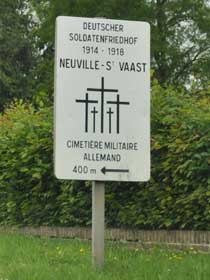 DEUTSCHER
SOLDATENFRIEDHOF
1914 - 1918
NEUVILLE-ST VAAST
CIMETIÈRE MILITAIRE
ALLEMAND
400 m